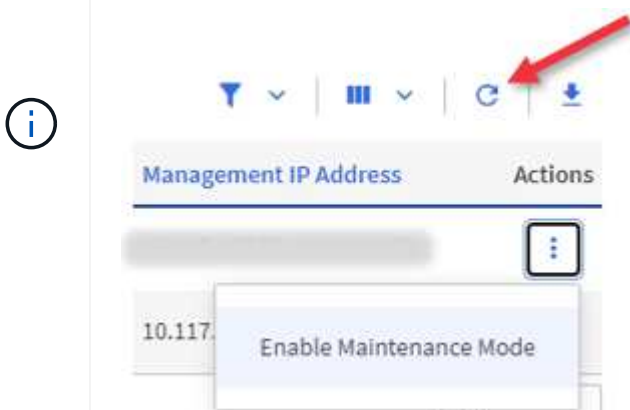 i
Management IP Address Actions
10.117.
Enable Maintenance Mode